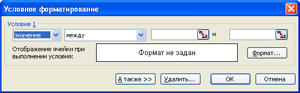 Условное форматирование
Условие 1
значение между и
Отображение ячейки при выполнении условия:
Формат не задан
Формат...
А также >> Удалить... ОК Отмена